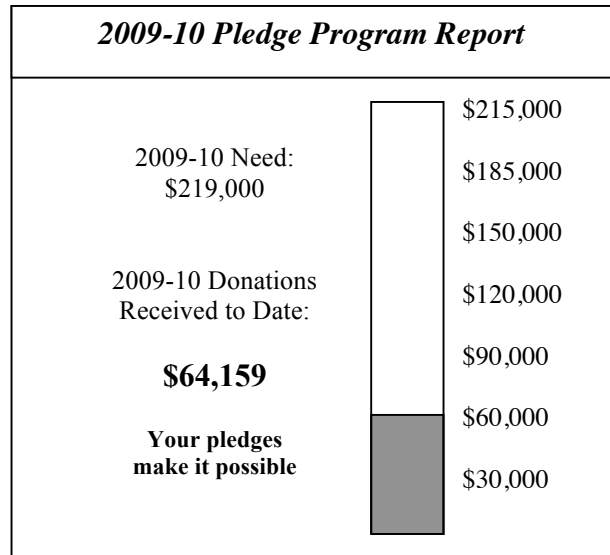 2009-10 Pledge Program Report
2009-10 Need:
$219,000
2009-10 Donations
Received to Date:
$64,159
Your pledges
make it possible
$215,000
$185,000
$150,000
$120,000
$90,000
$60,000
$30,000